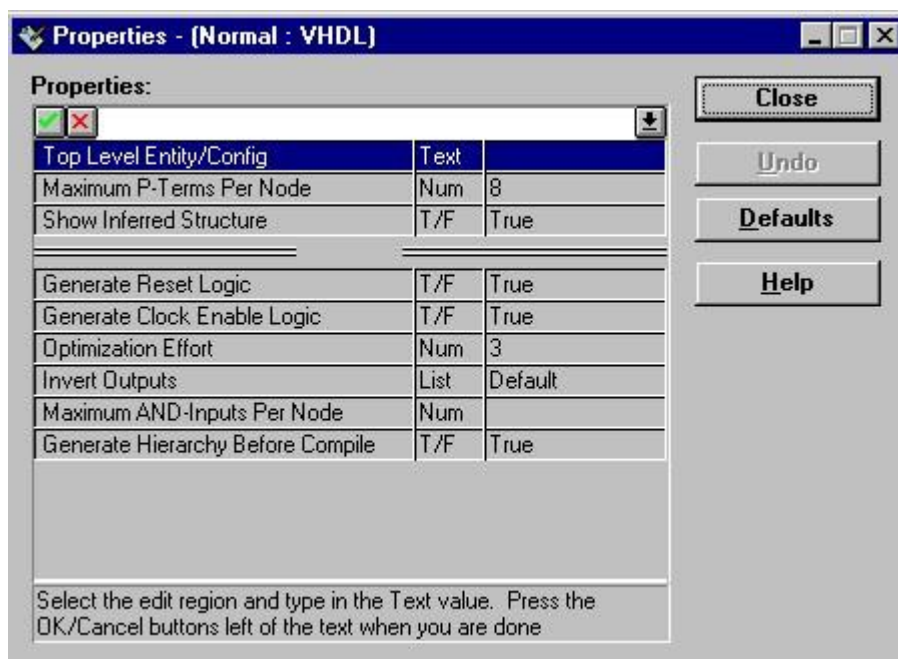 Properties - (Normal : VHDL)
Properties:
Close
Top Level Entity/Config Text
Undo
Maximum P-Terms Per Node Num 8
Show Inferred Structure T/F True
Defaults
Generate Reset Logic T/F True
Help
Generate Clock Enable Logic T/F True
Optimization Effort Num 3
Invert Outputs List Default
Maximum AND-Inputs Per Node Num
Generate Hierarchy Before Compile T/F True
Select the edit region and type in the Text value. Press the
OK/Cancel buttons left of the text when you are done